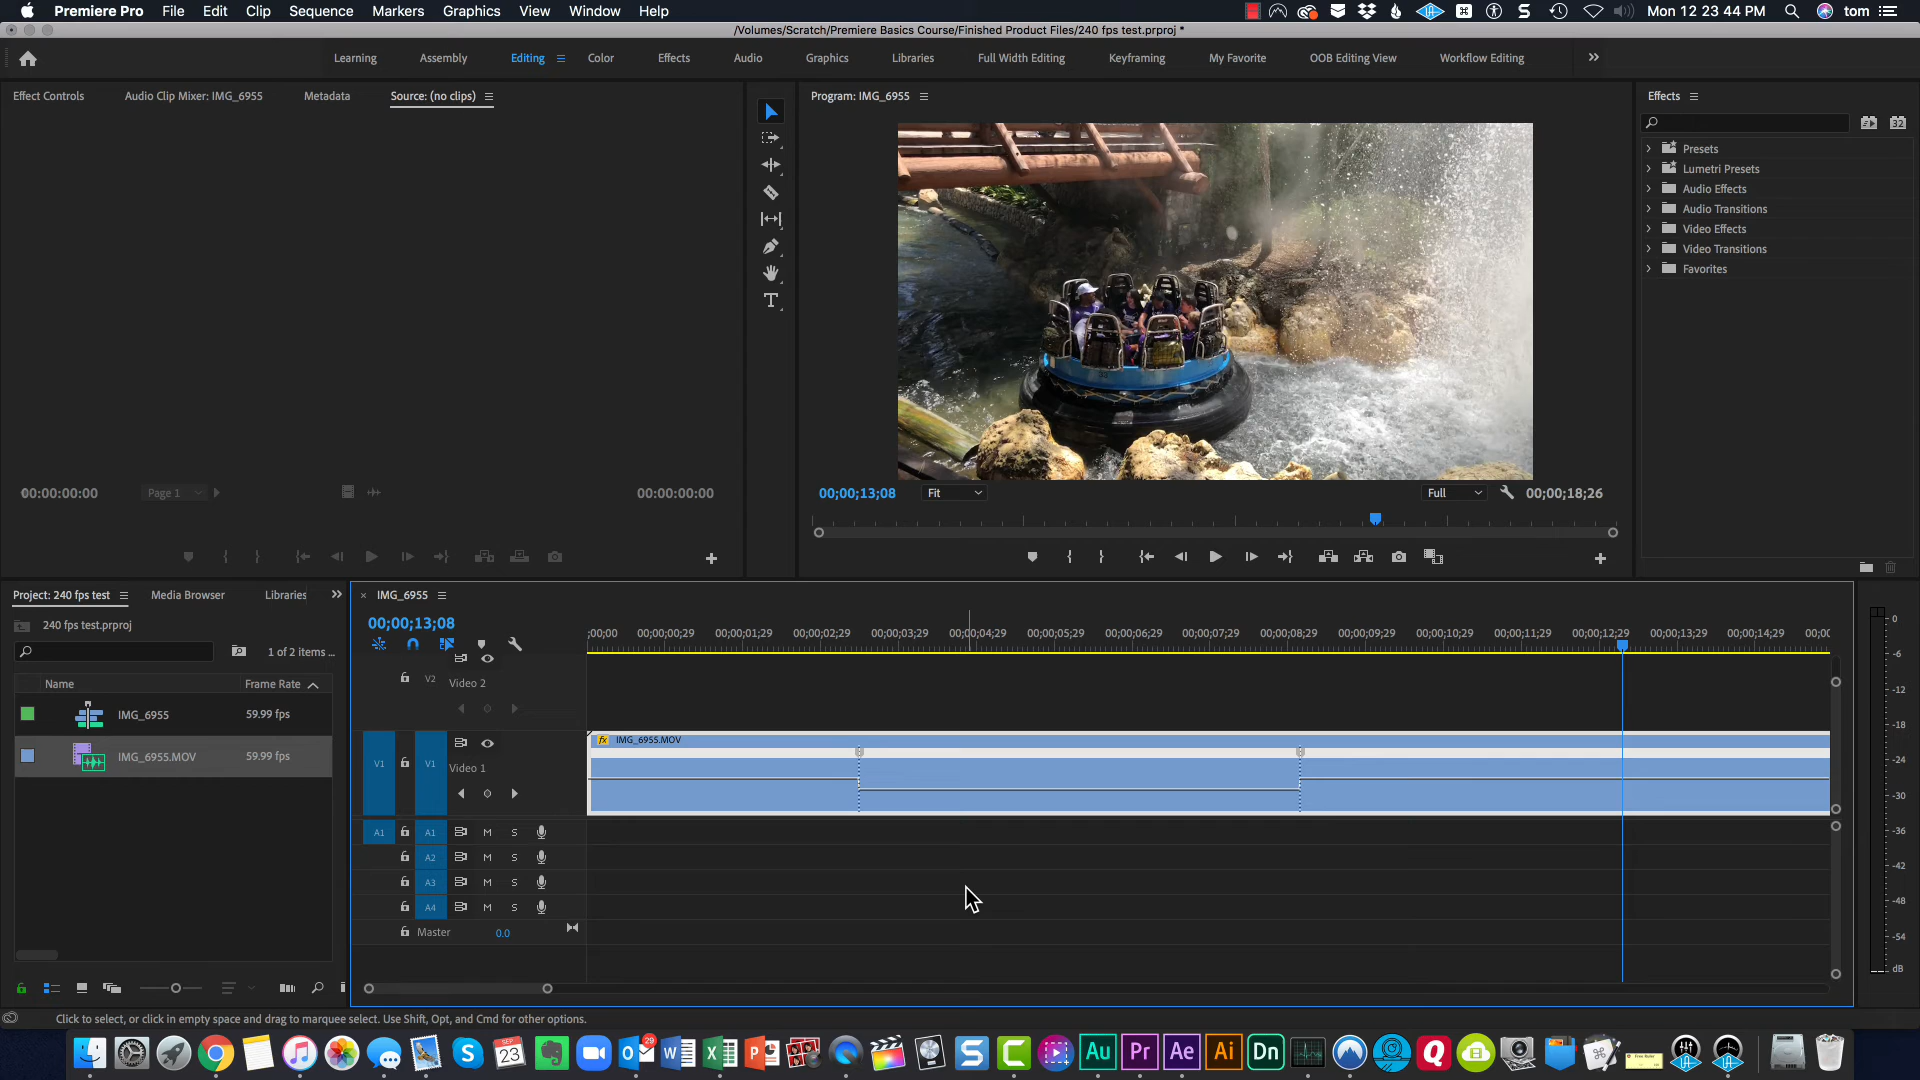 Premiere Pro File Edit Clip Sequence Markers Graphics View Window Help Mon 12 23 44 PM tom
/Volumes/Scratch/Premiere Basics Course/Finished Product Files/240 fps test.prproj *
Learning Assembly Editing Color Effects Audio Graphics Libraries Full Width Editing Keyframing My Favorite OOB Editing View Workflow Editing
Effect Controls Audio Clip Mixer: IMG_6955 Metadata Source: (no clips)
Program: IMG_6955
Effects
32
Presets
Lumetri Presets
Audio Effects
Audio Transitions
Video Effects
Video Transitions
Favorites
00:00:00:00 Page 1 00:00:00:00
00;00;13;08 Fit Full 00;00;18;26
Project: 240 fps test Media Browser Libraries
240 fps test.prproj
1 of 2 items ...
Name Frame Rate
IMG_6955 59.99 fps
IMG_6955.MOV 59.99 fps
IMG_6955
00;00;13;08
;00;00 00;00;00;29 00;00;01;29 00;00;02;29 00;00;03;29 00;00;04;29 00;00;05;29 00;00;06;29 00;00;07;29 00;00;08;29 00;00;09;29 00;00;10;29 00;00;11;29 00;00;12;29 00;00;13;29 00;00;14;29 00;00
V2 Video 2
fx IMG_6955.MOV
V1 V1 Video 1
A1 A1 M S
A2 M S
A3 M S
A4 M S
Master 0.0
0
-6
-12
-18
-24
-30
-36
-42
-48
-54
dB
Click to select, or click in empty space and drag to marquee select. Use Shift, Opt, and Cmd for other options.
SEP 23 29 W X P S C Au Pr Ae Ai Dn Q